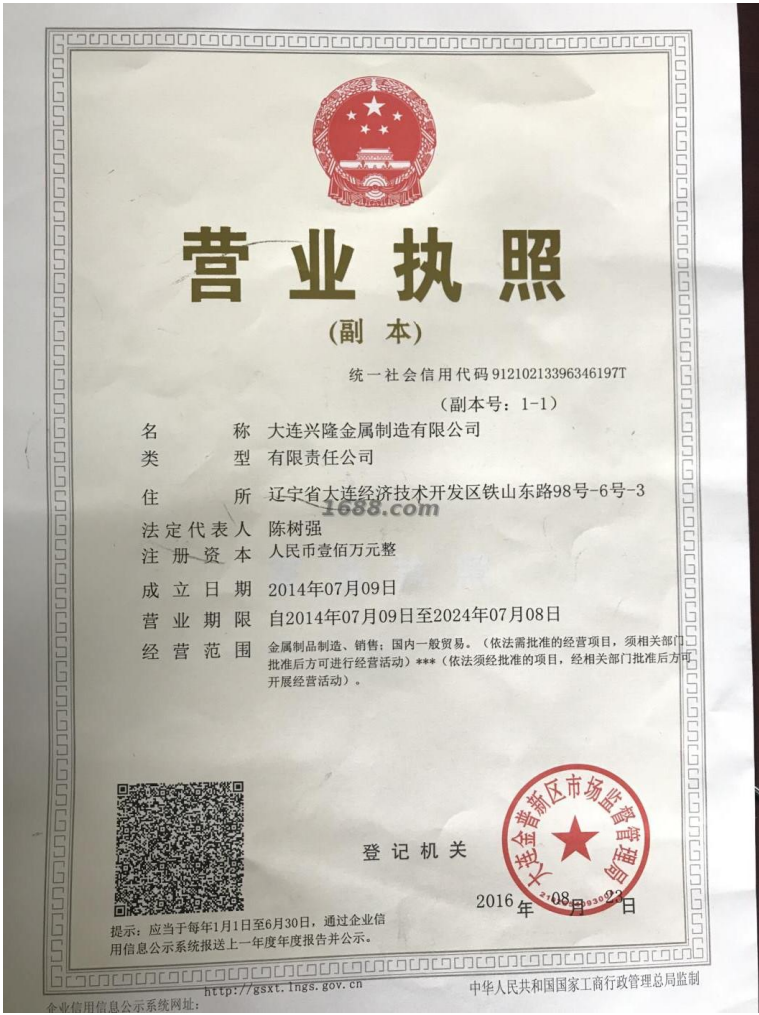 营业执照
(副本)
统一社会信用代码 91210213396346197T
（副本号：1-1）
名称 大连兴隆金属制造有限公司
类型 有限责任公司
住所 辽宁省大连经济技术开发区铁山东路98号-6号-3
1688.com
法定代表人 陈树强
注册资本 人民币壹佰万元整
成立日期 2014年07月09日
营业期限 自2014年07月09日至2024年07月08日
经营范围 金属制品制造、销售；国内一般贸易。（依法需批准的经营项目，须相关部门
批准后方可进行经营活动）***（依法须经批准的项目，经相关部门批准后方可
开展经营活动）。
大连金普新区市场监督管理局
登记机关
2016年08月23日
提示：应当于每年1月1日至6月30日，通过企业信
用信息公示系统报送上一年度年度报告并公示。
http://gsxt.lngs.gov.cn
企业信用信息公示系统网址：
中华人民共和国国家工商行政管理总局监制